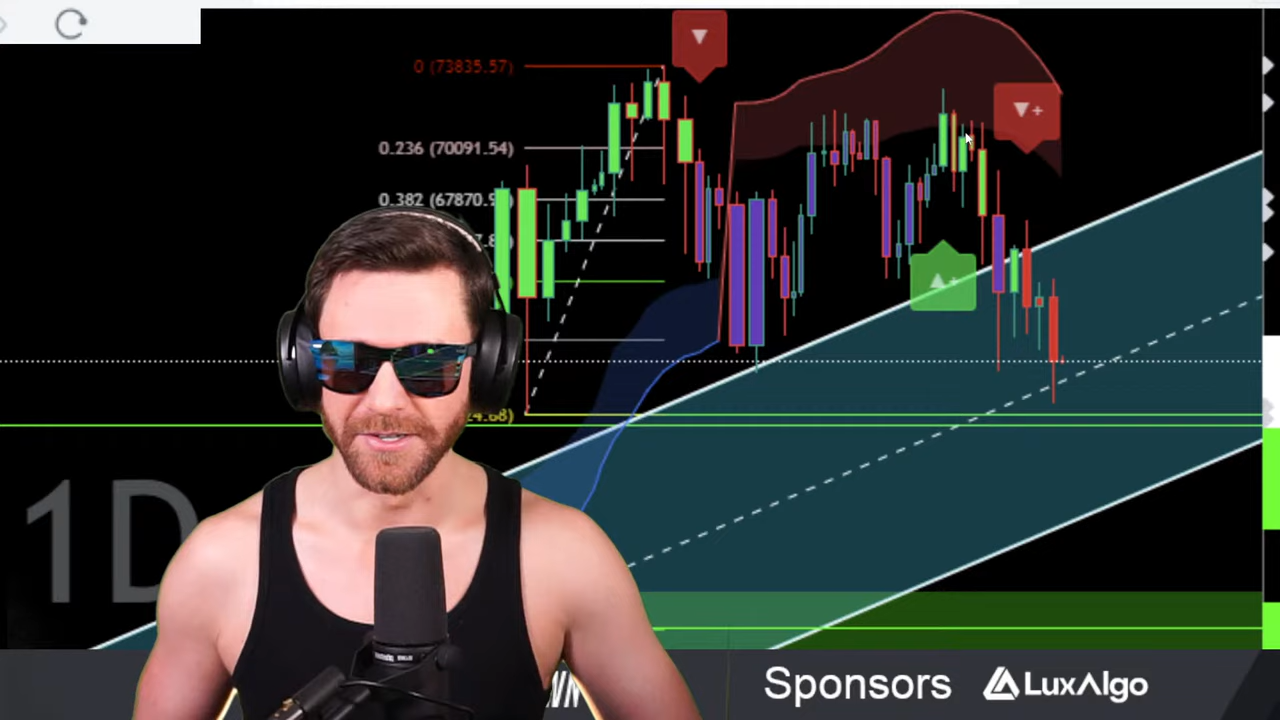 0 (73835.57)
0.236 (70091.54)
0.382 (67870.9
1D
Sponsors LuxAlgo